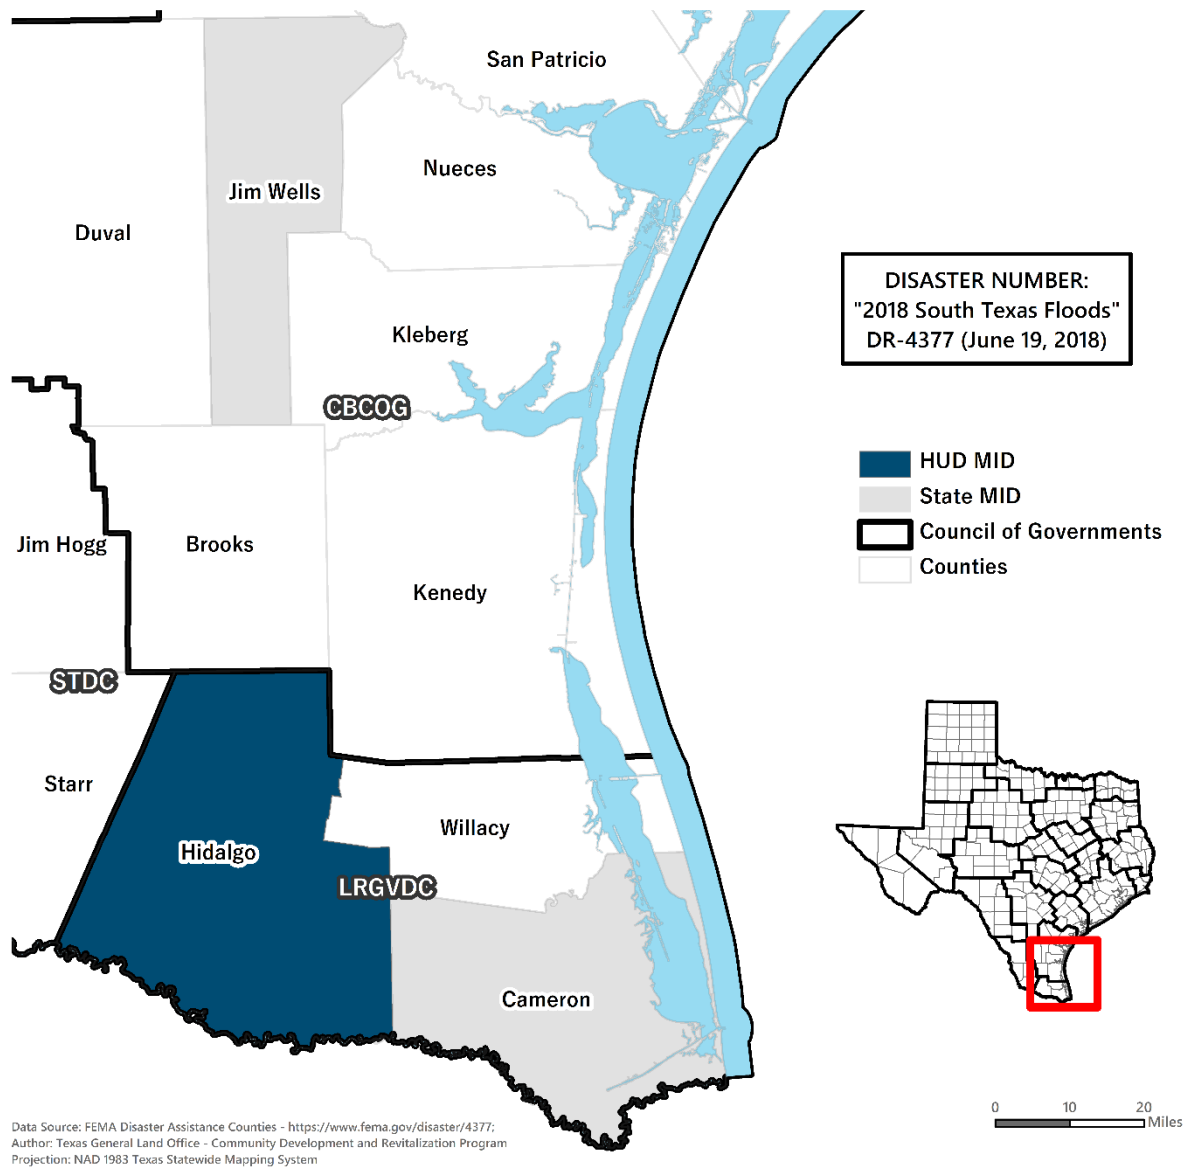 San Patricio
Nueces
Jim Wells
Duval
DISASTER NUMBER:
"2018 South Texas Floods"
DR-4377 (June 19, 2018)
Kleberg
CBCOG
HUD MID
State MID
Council of Governments
Counties
Jim Hogg
Brooks
Kenedy
STDC
Starr
Willacy
Hidalgo
LRGVDC
Cameron
0 10 20
Miles
Data Source: FEMA Disaster Assistance Counties - https://www.fema.gov/disaster/4377;
Author: Texas General Land Office - Community Development and Revitalization Program
Projection: NAD 1983 Texas Statewide Mapping System